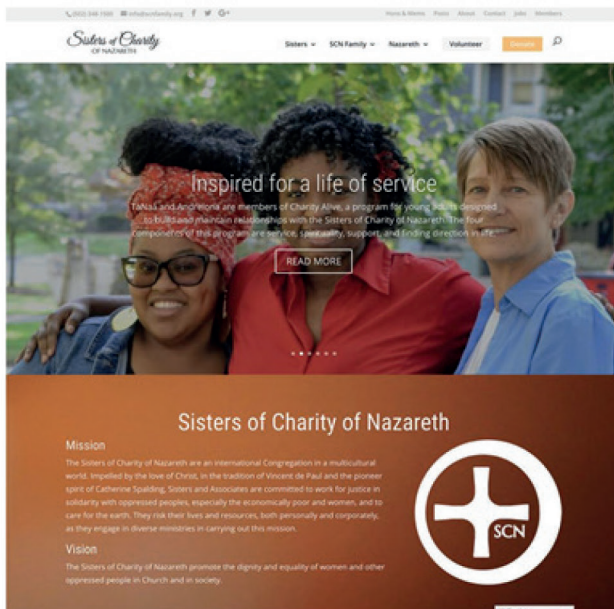 (502) 348-1568 info@scnfamily.org
News & Media Posts About Contact Jobs Members
Sisters of Charity
OF NAZARETH
Sisters SCN Family Nazareth Volunteer Donate
Inspired for a life of service
are members of Charity Alive, a program for young adults designed
to build and maintain relationships with the Sisters of Charity of Nazareth. The four
components of this program are service, spirituality, support, and finding direction in life.
READ MORE
Sisters of Charity of Nazareth
Mission
The Sisters of Charity of Nazareth are an international Congregation in a multicultural
world. Impelled by the love of Christ, in the tradition of Vincent de Paul and the pioneer
spirit of Catherine Spalding, Sisters and Associates are committed to work for justice in
solidarity with oppressed peoples, especially the economically poor and women, and to
care for the earth. They risk their lives and resources, both personally and corporately,
as they engage in diverse ministries in carrying out this mission.
SCN
Vision
The Sisters of Charity of Nazareth promote the dignity and equality of women and other
oppressed people in Church and in society.